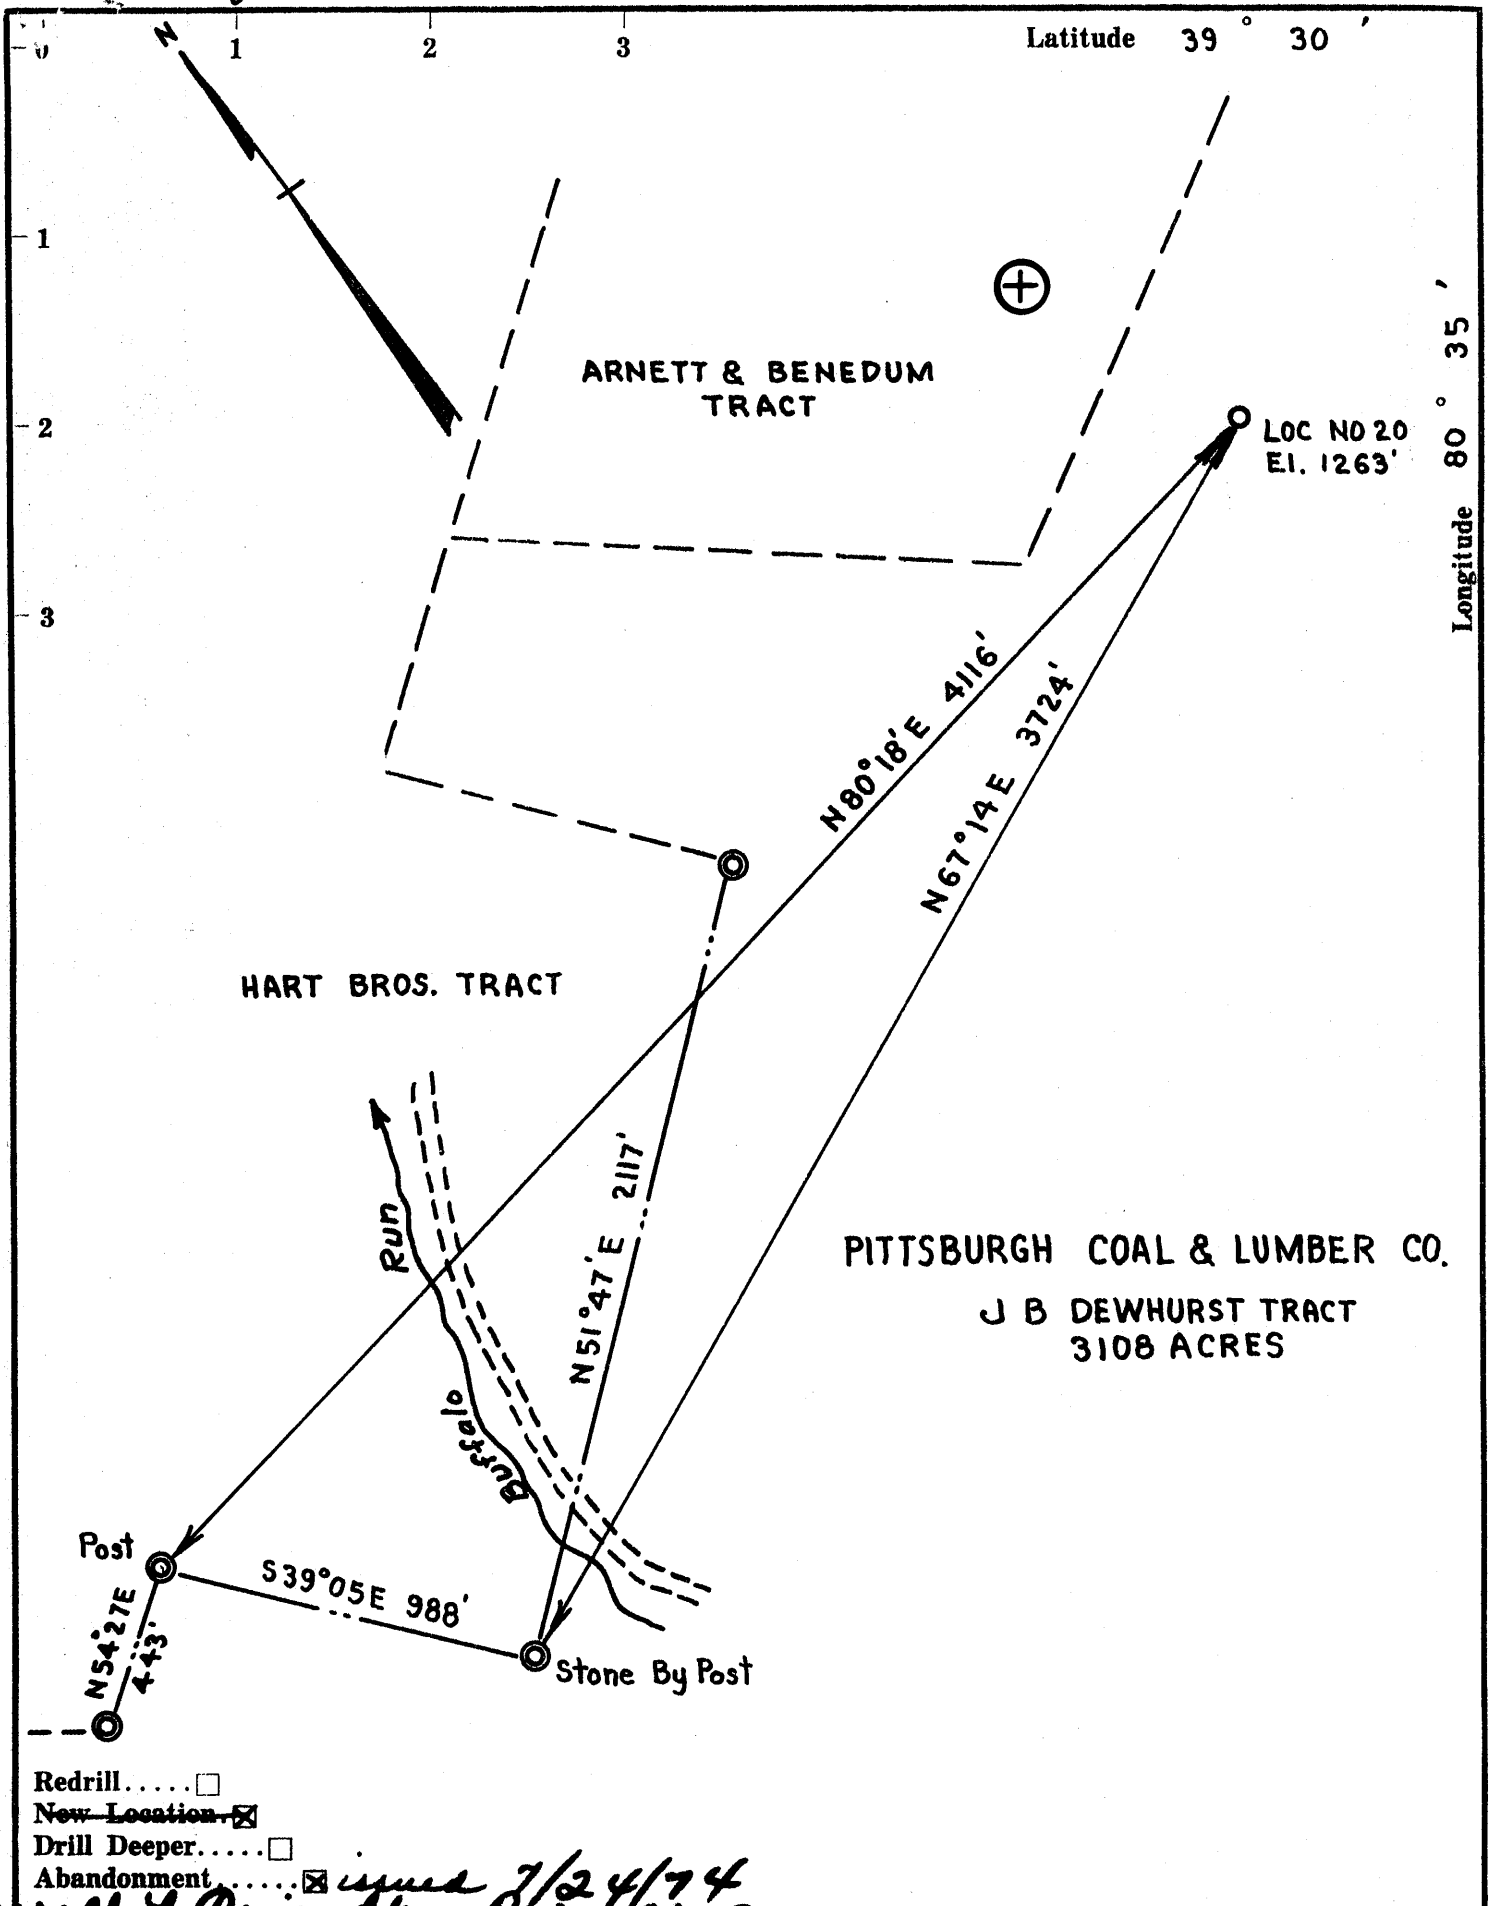 0 1 2 3 Latitude 39° 30'
N
1
2
3
Longitude 80° 35'
ARNETT & BENEDUM
TRACT
LOC NO 20
El. 1263'
N80°18'E 4116'
N67°14E 3724'
HART BROS. TRACT
N51°47'E 2117'
Buffalo Run
PITTSBURGH COAL & LUMBER CO.
J B DEWHURST TRACT
3108 ACRES
Post
S39°05E 988'
N54°27E
443'
Stone By Post
Redrill.....
New Location.
Drill Deeper.....
Abandonment...... issued 7/24/74